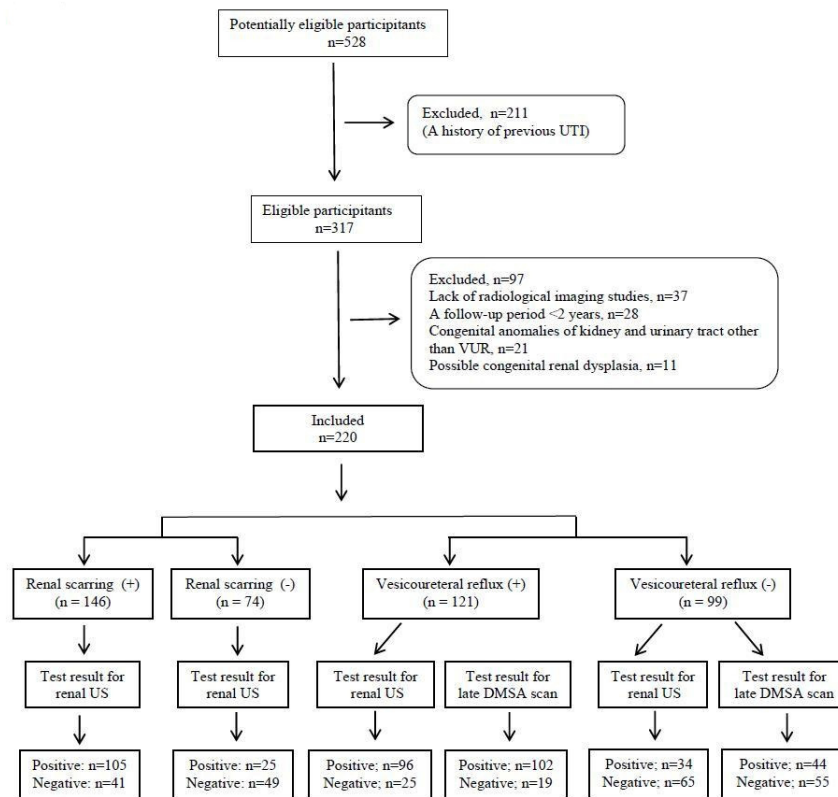 Potentially eligible participants
n=528
Excluded, n=211
(A history of previous UTI)
Eligible participants
n=317
Excluded, n=97
Lack of radiological imaging studies, n=37
A follow-up period <2 years, n=28
Congenital anomalies of kidney and urinary tract other
than VUR, n=21
Possible congenital renal dysplasia, n=11
Included
n=220
Renal scarring (+)
(n = 146)
Renal scarring (-)
(n = 74)
Vesicoureteral reflux (+)
(n = 121)
Vesicoureteral reflux (-)
(n = 99)
Test result for
renal US
Test result for
renal US
Test result for
renal US
Test result for
late DMSA scan
Test result for
renal US
Test result for
late DMSA scan
Positive: n=105
Negative: n=41
Positive: n=25
Negative: n=49
Positive; n=96
Negative; n=25
Positive; n=102
Negative; n=19
Positive; n=34
Negative; n=65
Positive; n=44
Negative; n=55